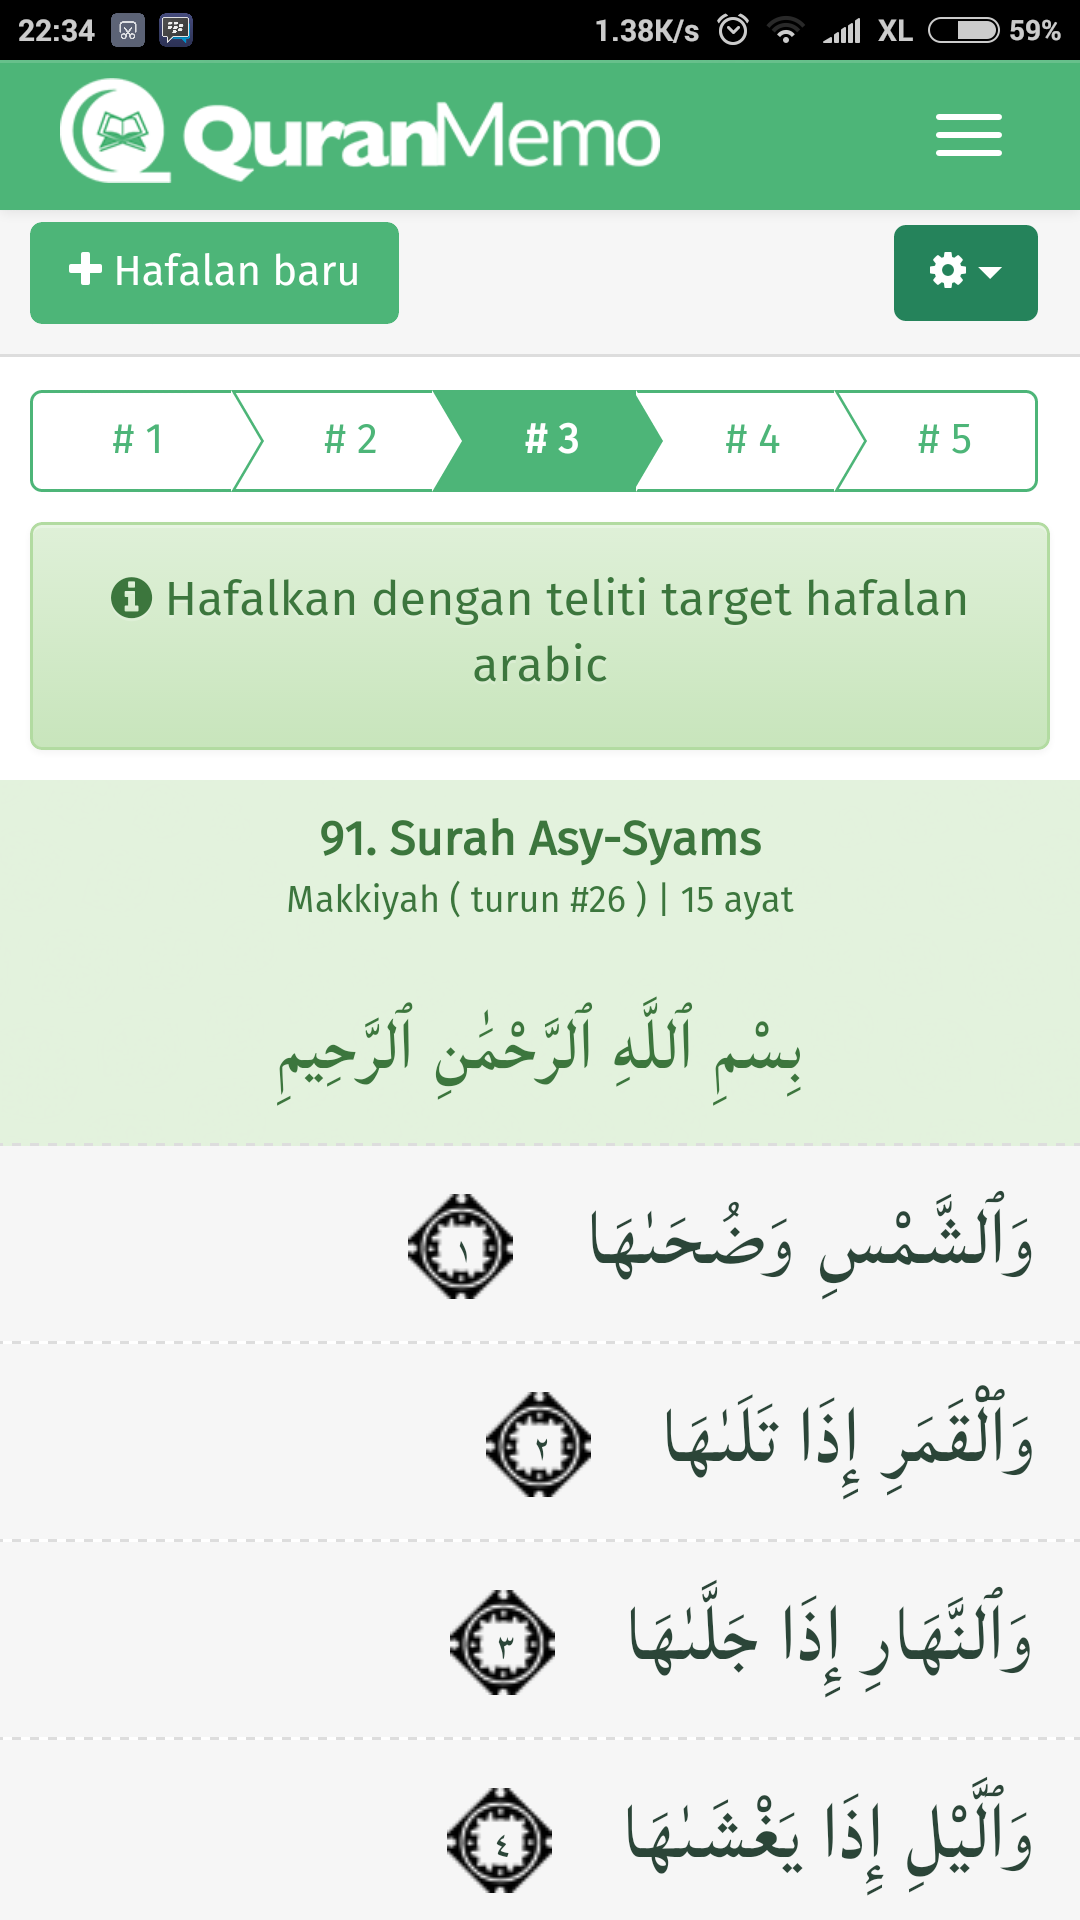 22:34 1.38K/s XL 59%
QuranMemo
Hafalan baru
# 1 # 2 # 3 # 4 # 5
Hafalkan dengan teliti target hafalan
arabic
91. Surah Asy-Syams
Makkiyah ( turun #26 ) | 15 ayat
بِسْمِ ٱللَّهِ ٱلرَّحْمَٰنِ ٱلرَّحِيمِ
وَٱلشَّمْسِ وَضُحَىٰهَا ١
وَٱلْقَمَرِ إِذَا تَلَىٰهَا ٢
وَٱلنَّهَارِ إِذَا جَلَّىٰهَا ٣
وَٱلَّيْلِ إِذَا يَغْشَىٰهَا ٤